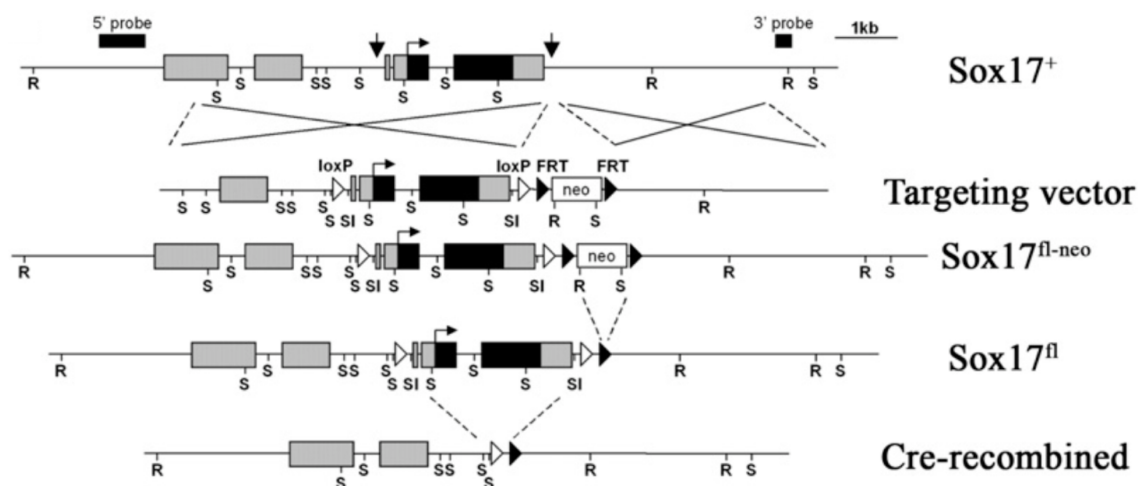 5' probe 3' probe 1kb
Sox17+
R S SS S S R R S
S S S
loxP loxP FRT FRT
neo
Targeting vector
S S SS S S R
S SI S S SI R S
neo
Sox17fl-neo
R S SS S S R R S
S S SI S S SI R S
Sox17fl
R S SS S S R R S
S S SI S S SI
Cre-recombined
R S SS S R R S
S S